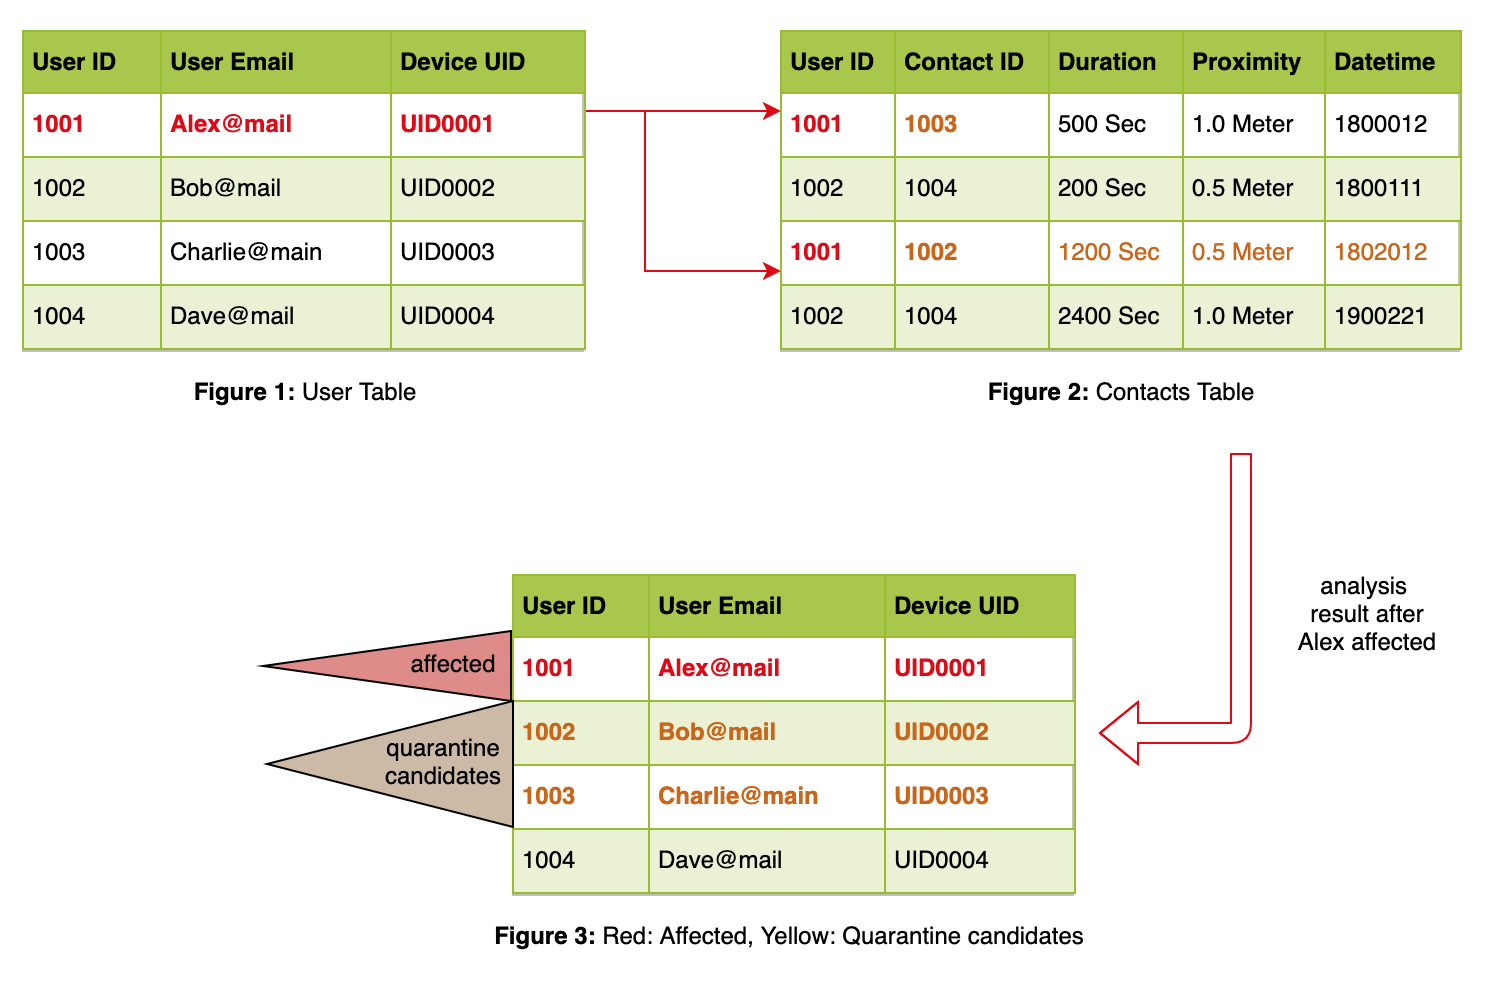 User ID User Email Device UID
1001 Alex@mail UID0001
1002 Bob@mail UID0002
1003 Charlie@main UID0003
1004 Dave@mail UID0004
Figure 1: User Table
User ID Contact ID Duration Proximity Datetime
1001 1003 500 Sec 1.0 Meter 1800012
1002 1004 200 Sec 0.5 Meter 1800111
1001 1002 1200 Sec 0.5 Meter 1802012
1002 1004 2400 Sec 1.0 Meter 1900221
Figure 2: Contacts Table
analysis
result after
Alex affected
User ID User Email Device UID
affected
1001 Alex@mail UID0001
quarantine
candidates
1002 Bob@mail UID0002
1003 Charlie@main UID0003
1004 Dave@mail UID0004
Figure 3: Red: Affected, Yellow: Quarantine candidates